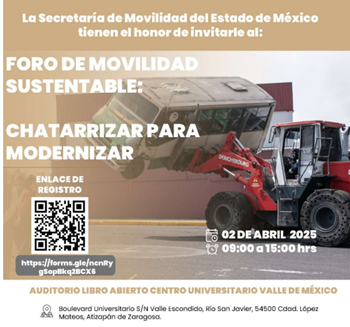 La Secretaría de Movilidad del Estado de México
tienen el honor de invitarle al:
FORO DE MOVILIDAD
SUSTENTABLE:
CHATARRIZAR PARA
MODERNIZAR
ENLACE DE
REGISTRO
https://forms.gle/ncnRy
gSopBkq2BCX6
02 DE ABRIL 2025
09:00 a 15:00 hrs
AUDITORIO LIBRO ABIERTO CENTRO UNIVERSITARIO VALLE DE MÉXICO
Boulevard Universitario S/N Valle Escondido, Río San Javier, 54500 Cdad. López
Mateos, Atizapán de Zaragoza.